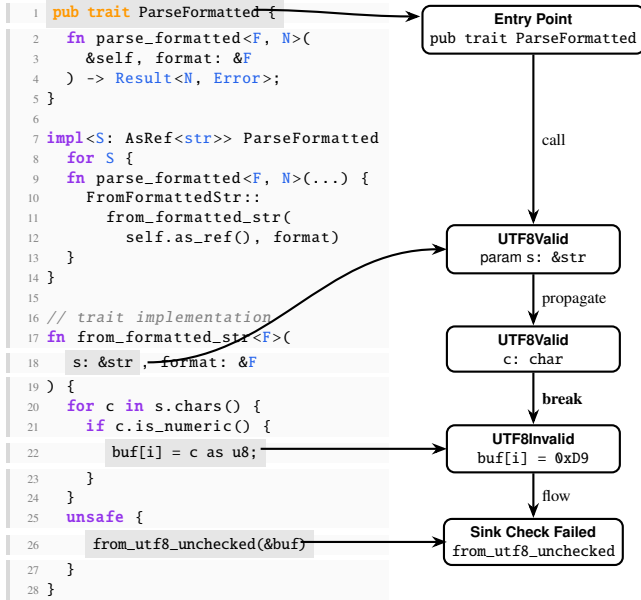 1 pub trait ParseFormatted {
2 fn parse_formatted<F, N>(
3 &self, format: &F
4 ) -> Result<N, Error>;
5 }
6
7 impl<S: AsRef<str>> ParseFormatted
8 for S {
9 fn parse_formatted<F, N>(...) {
10 FromFormattedStr::
11 from_formatted_str(
12 self.as_ref(), format)
13 }
14 }
15
16 // trait implementation
17 fn from_formatted_str<F>(
18 s: &str , format: &F
19 ) {
20 for c in s.chars() {
21 if c.is_numeric() {
22 buf[i] = c as u8;
23 }
24 }
25 unsafe {
26 from_utf8_unchecked(&buf)
27 }
28 }
Entry Point
pub trait ParseFormatted
call
UTF8Valid
param s: &str
propagate
UTF8Valid
c: char
break
UTF8Invalid
buf[i] = 0xD9
flow
Sink Check Failed
from_utf8_unchecked